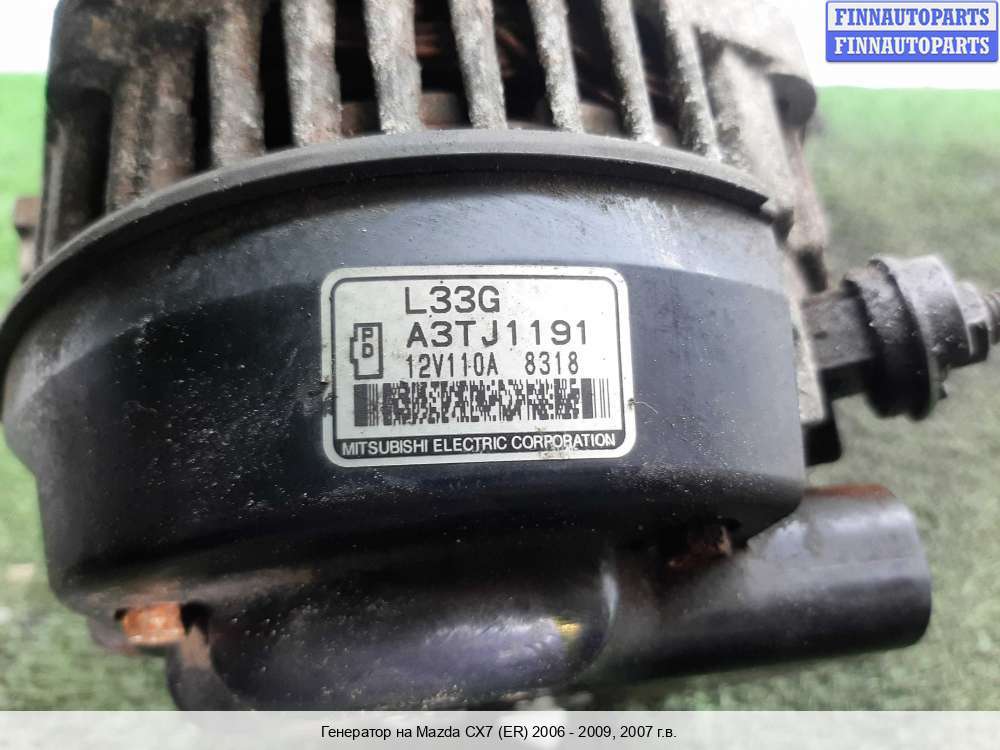 FINNAUTOPARTS
FINNAUTOPARTS
L33G
P
D
A3TJ1191
12V110A 8318
MITSUBISHI ELECTRIC CORPORATION
Генератор на Mazda CX7 (ER) 2006 - 2009, 2007 г.в.